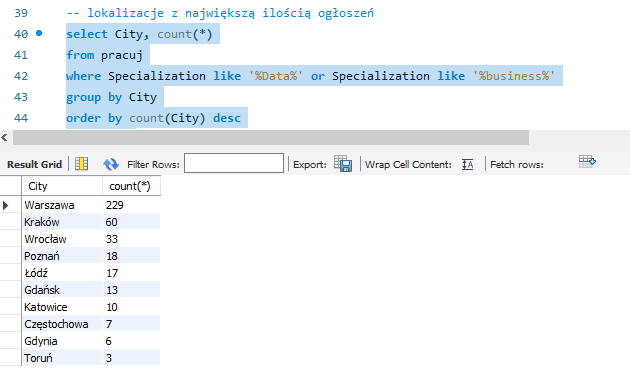 39 -- lokalizacje z największą ilością ogłoszeń
40 select City, count(*)
41 from pracuj
42 where Specialization like '%Data%' or Specialization like '%business%'
43 group by City
44 order by count(City) desc
Result Grid Filter Rows: Export: Wrap Cell Content: Fetch rows:
City count(*)
Warszawa 229
Kraków 60
Wrocław 33
Poznań 18
Łódź 17
Gdańsk 13
Katowice 10
Częstochowa 7
Gdynia 6
Toruń 3